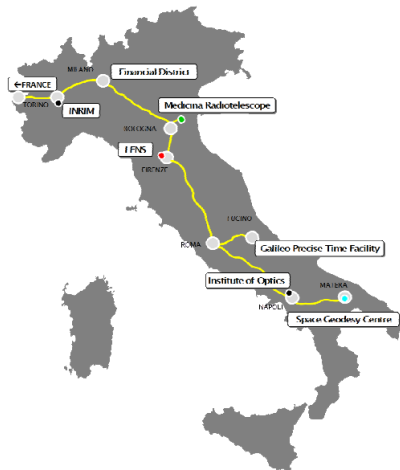 MILANO
Financial District
←FRANCE
TORINO
INRIM
Medicina Radiotelescope
BOLOGNA
LENS
FIRENZE
FUCINO
ROMA
Galileo Precise Time Facility
Institute of Optics
MATERA
NAPOLI
Space Geodesy Centre